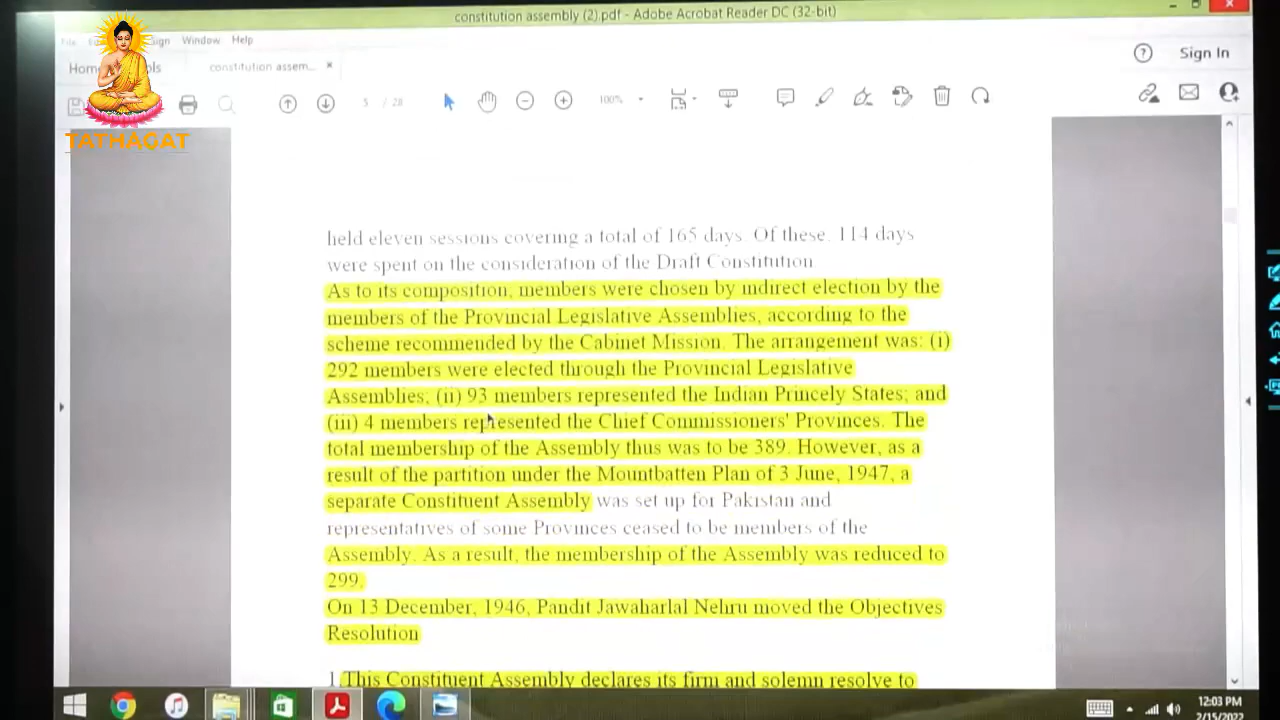 constitution assembly (2).pdf - Adobe Acrobat Reader DC (32-bit)
File
Sign Window Help
Sign In
constitution assem... ×
TATHAGAT
5 / 28
100%
held eleven sessions covering a total of 165 days. Of these, 114 days
were spent on the consideration of the Draft Constitution.
As to its composition, members were chosen by indirect election by the
members of the Provincial Legislative Assemblies, according to the
scheme recommended by the Cabinet Mission. The arrangement was: (i)
292 members were elected through the Provincial Legislative
Assemblies; (ii) 93 members represented the Indian Princely States; and
(iii) 4 members represented the Chief Commissioners' Provinces. The
total membership of the Assembly thus was to be 389. However, as a
result of the partition under the Mountbatten Plan of 3 June, 1947, a
separate Constituent Assembly was set up for Pakistan and
representatives of some Provinces ceased to be members of the
Assembly. As a result, the membership of the Assembly was reduced to
299.
On 13 December, 1946, Pandit Jawaharlal Nehru moved the Objectives
Resolution
1.This Constituent Assembly declares its firm and solemn resolve to
12:03 PM
2/15/2022